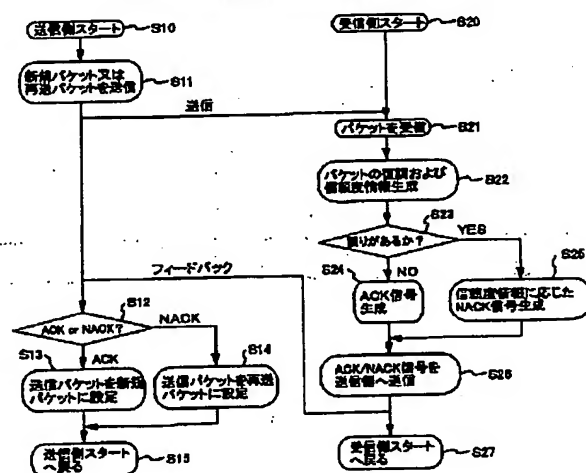 送信側スタート
S10
新規パケット又は
再送パケットを送信
S11
送信
受信側スタート
S20
パケットを受信
S21
パケットの復調および
信頼度情報生成
S22
誤りがあるか?
S23
YES
NO
S24
ACK信号
生成
S25
信頼度情報に応じた
NACK信号生成
フィードバック
ACK or NACK?
S12
NACK
ACK
S13
送信パケットを新規
パケットに設定
S14
送信パケットを再送
パケットに設定
ACK/NACK信号を
送信側へ送信
S26
送信側スタート
へ戻る
S15
受信側スタート
へ戻る
S27